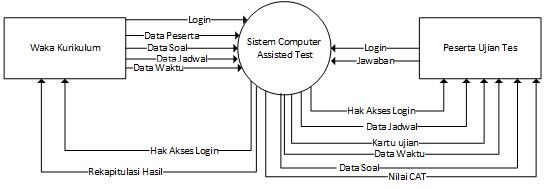 Login
Data Peserta
Waka Kurikulum
Data Soal
Data Jadwal
Data Waktu
Sistem Computer
Assisted Test
Login
Jawaban
Peserta Ujian Tes
Hak Akses Login
Data Jadwal
Kartu ujian
Hak Akses Login
Data Waktu
Rekapitulasi Hasil
Data Soal
Nilai CAT